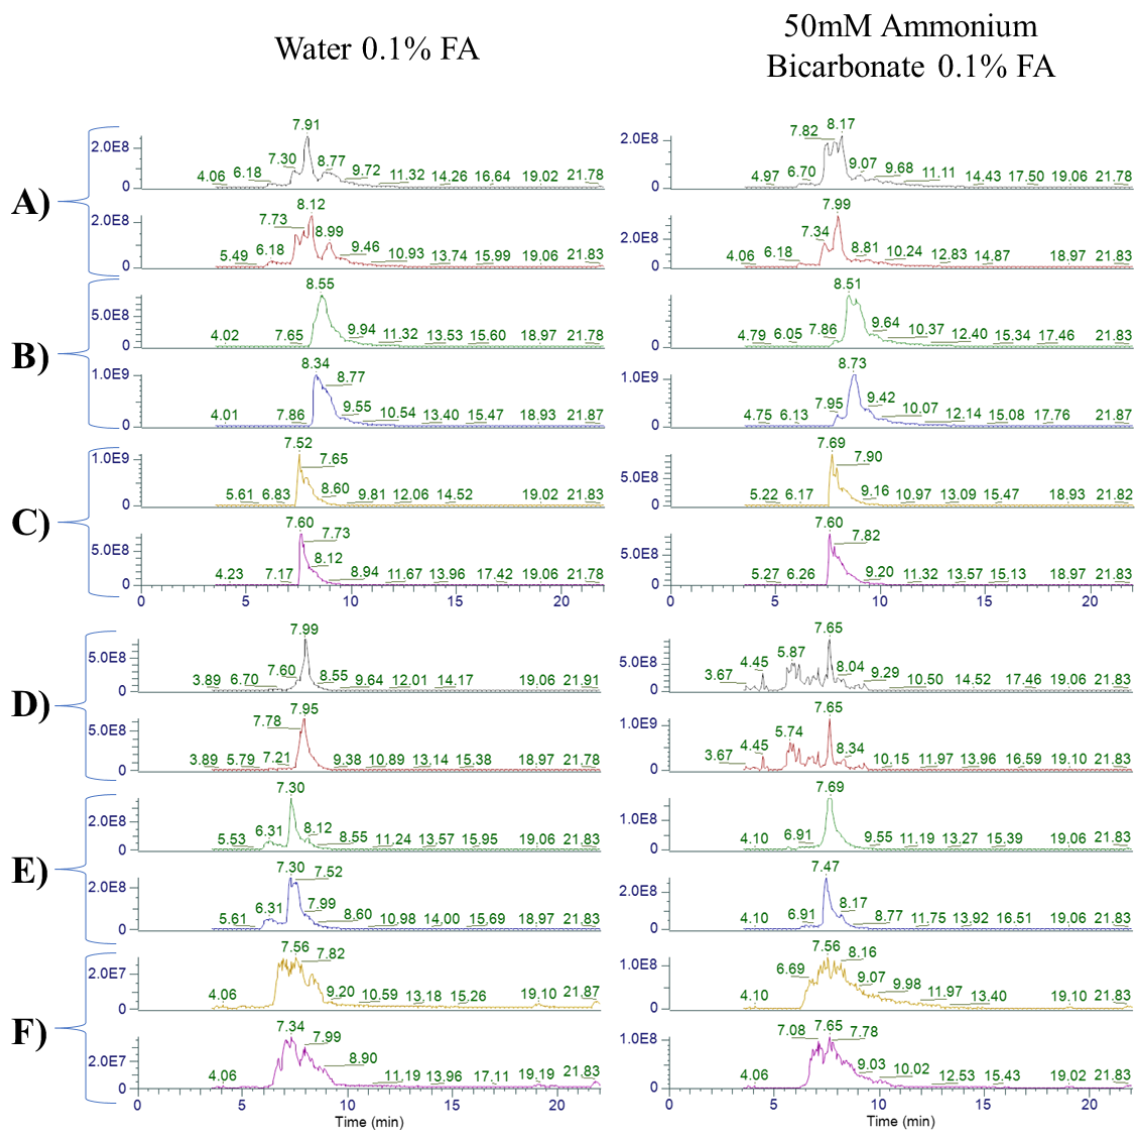 Water 0.1% FA
50mM Ammonium
Bicarbonate 0.1% FA
A)
2.0E8
0
4.06 6.18 7.30 7.91 8.77 9.72 11.32 14.26 16.64 19.02 21.78
2.0E8
0
4.97 6.70 7.82 8.17 9.07 9.68 11.11 14.43 17.50 19.06 21.78
2.0E8
0
5.49 6.18 7.73 8.12 8.99 9.46 10.93 13.74 15.99 19.06 21.83
2.0E8
0
4.06 6.18 7.34 7.99 8.81 10.24 12.83 14.87 18.97 21.83
B)
5.0E8
0
4.02 7.65 8.55 9.94 11.32 13.53 15.60 18.97 21.78
5.0E8
0
4.79 6.05 7.86 8.51 9.64 10.37 12.40 15.34 17.46 21.83
1.0E9
0
4.01 7.86 8.34 8.77 9.55 10.54 13.40 15.47 18.93 21.87
1.0E9
0
4.75 6.13 7.95 8.73 9.42 10.07 12.14 15.08 17.76 21.87
C)
1.0E9
0
5.61 6.83 7.52 7.65 8.60 9.81 12.06 14.52 19.02 21.83
5.0E8
0
5.22 6.17 7.69 7.90 9.16 10.97 13.09 15.47 18.93 21.82
5.0E8
0
4.23 7.17 7.60 7.73 8.12 8.94 11.67 13.96 17.42 19.06 21.78
5.0E8
0
5.27 6.26 7.60 7.82 9.20 11.32 13.57 15.13 18.97 21.83
0 5 10 15 20
0 5 10 15 20
D)
5.0E8
0
3.89 6.70 7.60 7.99 8.55 9.64 12.01 14.17 19.06 21.91
5.0E8
0
3.67 4.45 5.87 7.65 8.04 9.29 10.50 14.52 17.46 19.06 21.83
5.0E8
0
3.89 5.79 7.21 7.78 7.95 9.38 10.89 13.14 15.38 18.97 21.78
1.0E9
0
3.67 4.45 5.74 7.65 8.34 10.15 11.97 13.96 16.59 19.10 21.83
E)
2.0E8
0
5.53 6.31 7.30 8.12 8.55 11.24 13.57 15.95 19.06 21.83
1.0E8
0
4.10 6.91 7.69 9.55 11.19 13.27 15.39 19.06 21.83
2.0E8
0
5.61 6.31 7.30 7.52 7.99 8.60 10.98 14.00 15.69 18.97 21.83
2.0E8
0
4.10 6.91 7.47 8.17 8.77 11.75 13.92 16.51 19.06 21.83
F)
2.0E7
0
4.06 7.56 7.82 9.20 10.59 13.18 15.26 19.10 21.87
1.0E8
0
4.10 6.69 7.56 8.16 9.07 9.98 11.97 13.40 19.10 21.83
2.0E7
0
4.06 7.34 7.99 8.90 11.19 13.96 17.11 19.19 21.83
1.0E8
0
4.06 7.08 7.65 7.78 9.03 10.02 12.53 15.43 19.02 21.83
0 5 10 15 20
Time (min)
0 5 10 15 20
Time (min)